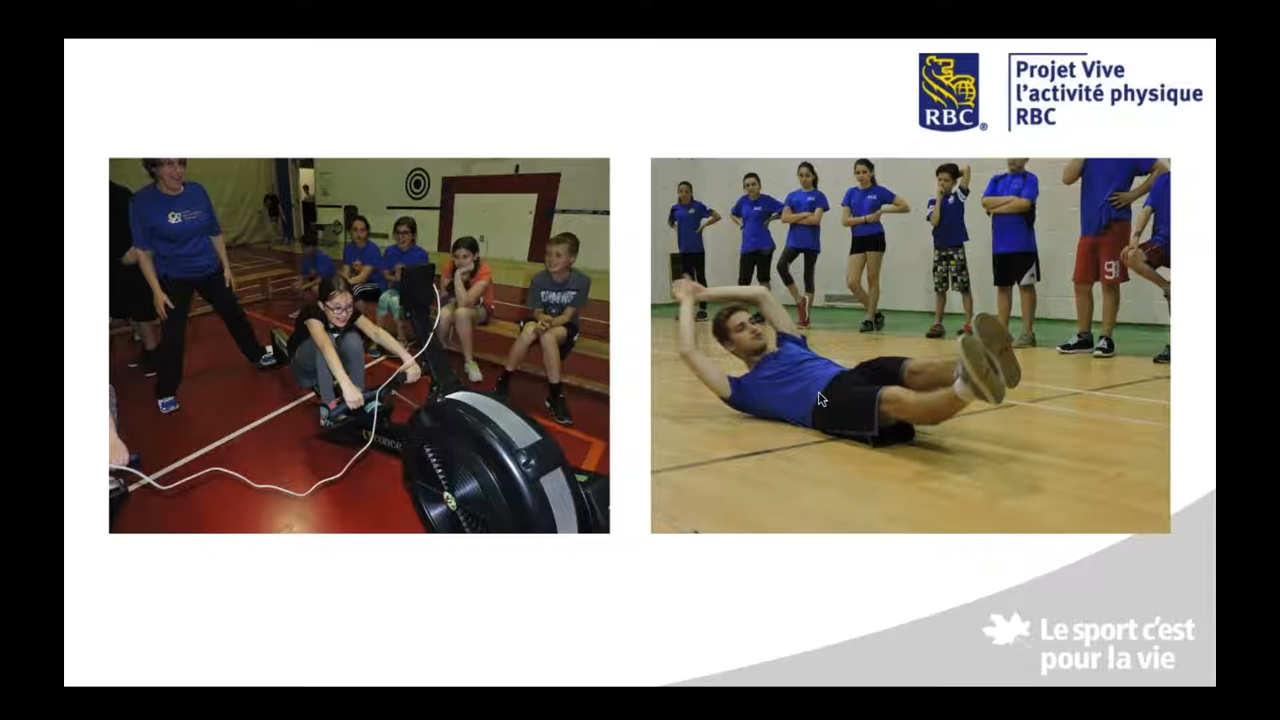 RBC
Projet Vive
l'activité physique
RBC
Le sport c'est
pour la vie